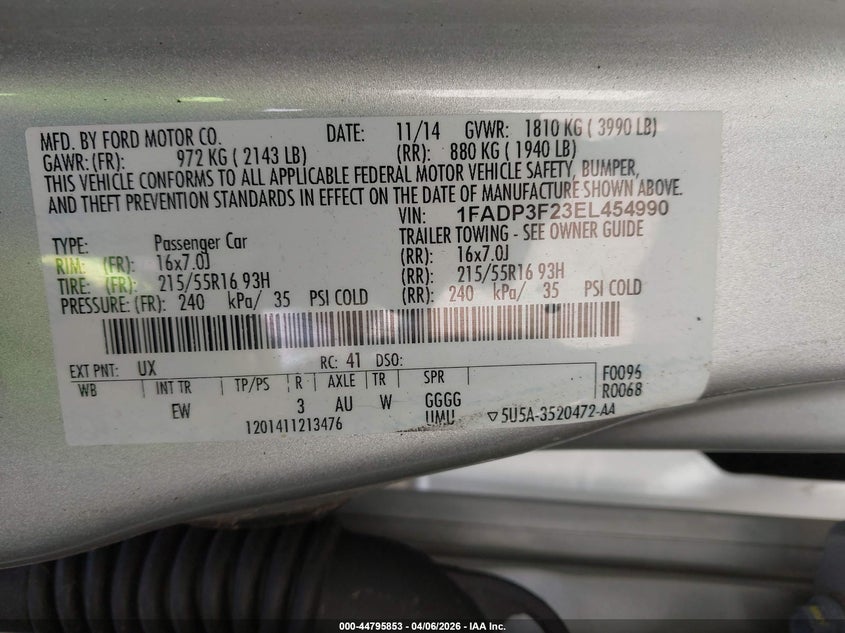 MFD. BY FORD MOTOR CO. DATE: 11/14 GVWR: 1810 KG ( 3990 LB)
GAWR: (FR): 972 KG ( 2143 LB) (RR): 880 KG ( 1940 LB)
THIS VEHICLE CONFORMS TO ALL APPLICABLE FEDERAL MOTOR VEHICLE SAFETY, BUMPER,
AND THEFT PREVENTION STANDARDS IN EFFECT ON THE DATE OF MANUFACTURE SHOWN ABOVE.
VIN: 1FADP3F23EL454990
TYPE: Passenger Car TRAILER TOWING - SEE OWNER GUIDE
RIM: (FR): 16x7.0J (RR): 16x7.0J
TIRE: (FR): 215/55R16 93H (RR): 215/55R16 93H
PRESSURE: (FR): 240 kPa/ 35 PSI COLD (RR): 240 kPa/ 35 PSI COLD
EXT PNT: UX RC: 41 DSO:
WB INT TR TP/PS R AXLE TR SPR F0096
EW 3 AU W GGGG R0068
1201411213476 UMU ▽5U5A-3520472-AA
000-44795853 - 04/06/2026 - IAA Inc.